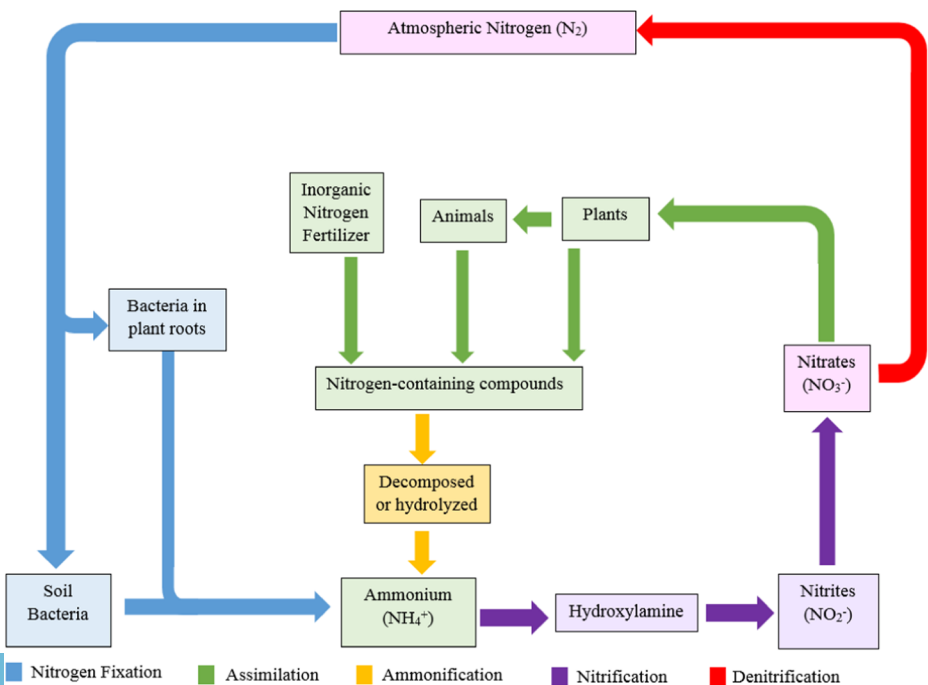 Atmospheric Nitrogen (N₂)
Inorganic
Nitrogen
Fertilizer
Animals
Plants
Bacteria in
plant roots
Nitrates
(NO₃⁻)
Nitrogen-containing compounds
Decomposed
or hydrolyzed
Soil
Bacteria
Ammonium
(NH₄⁺)
Hydroxylamine
Nitrites
(NO₂⁻)
Nitrogen Fixation
Assimilation
Ammonification
Nitrification
Denitrification